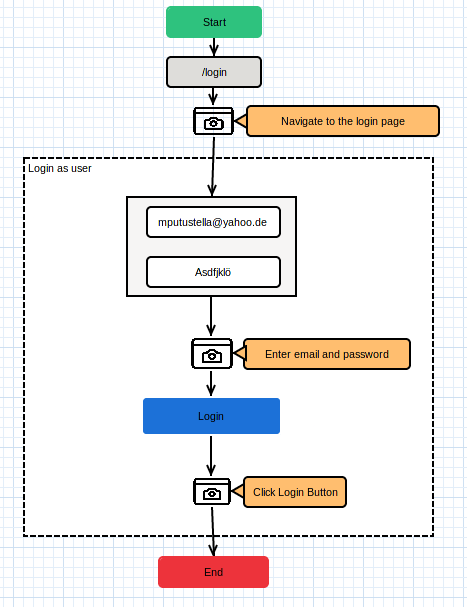 Start
/login
Navigate to the login page
Login as user
mputustella@yahoo.de
Asdfjklö
Enter email and password
Login
Click Login Button
End